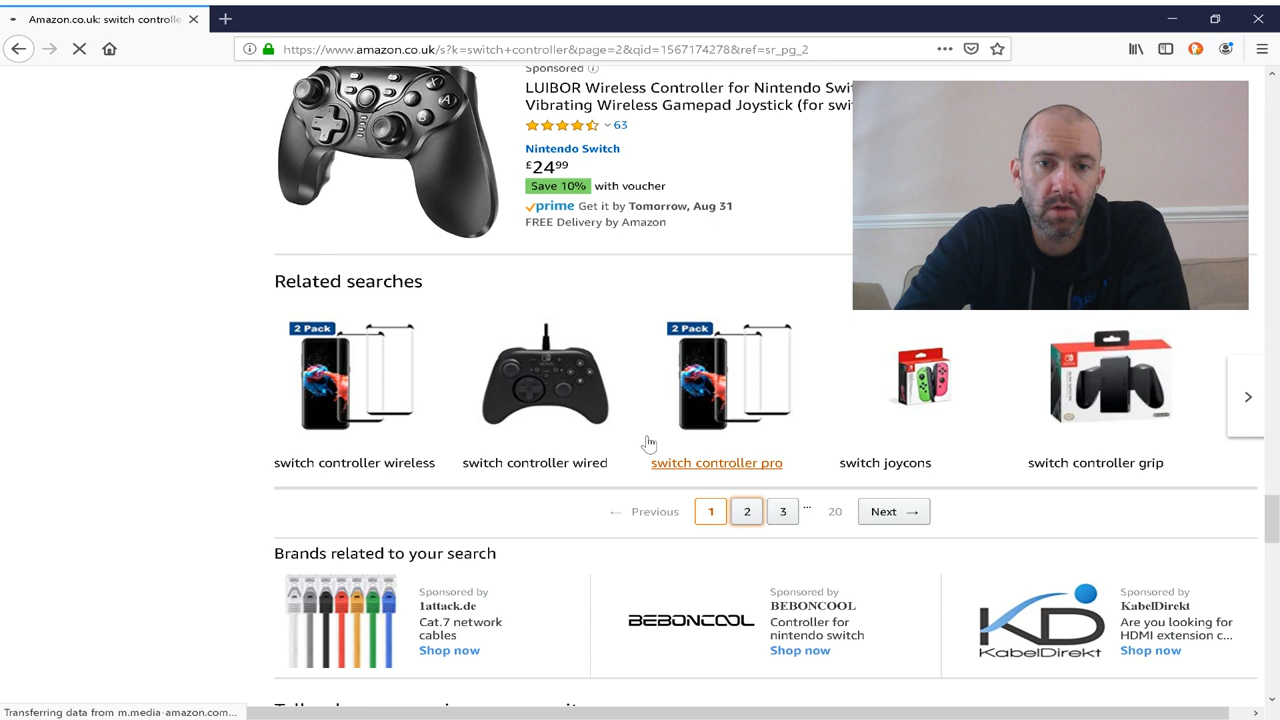 Amazon.co.uk: switch controlle
https://www.amazon.co.uk/s?k=switch+controller&page=2&qid=1567174278&ref=sr_pg_2
Sponsored
LUIBOR Wireless Controller for Nintendo Swi
Vibrating Wireless Gamepad Joystick (for swi
63
Nintendo Switch
£24 99
Save 10% with voucher
prime Get it by Tomorrow, Aug 31
FREE Delivery by Amazon
Related searches
2 Pack
2 Pack
switch controller wireless
switch controller wired
switch controller pro
switch joycons
switch controller grip
← Previous 1 2 3 ... 20 Next →
Brands related to your search
Sponsored by
1attack.de
Cat.7 network
cables
Shop now
BEBONCOOL
Sponsored by
BEBONCOOL
Controller for
nintendo switch
Shop now
KD
KabelDirekt
Sponsored by
KabelDirekt
Are you looking for
HDMI extension c...
Shop now
Transferring data from m.media-amazon.com...